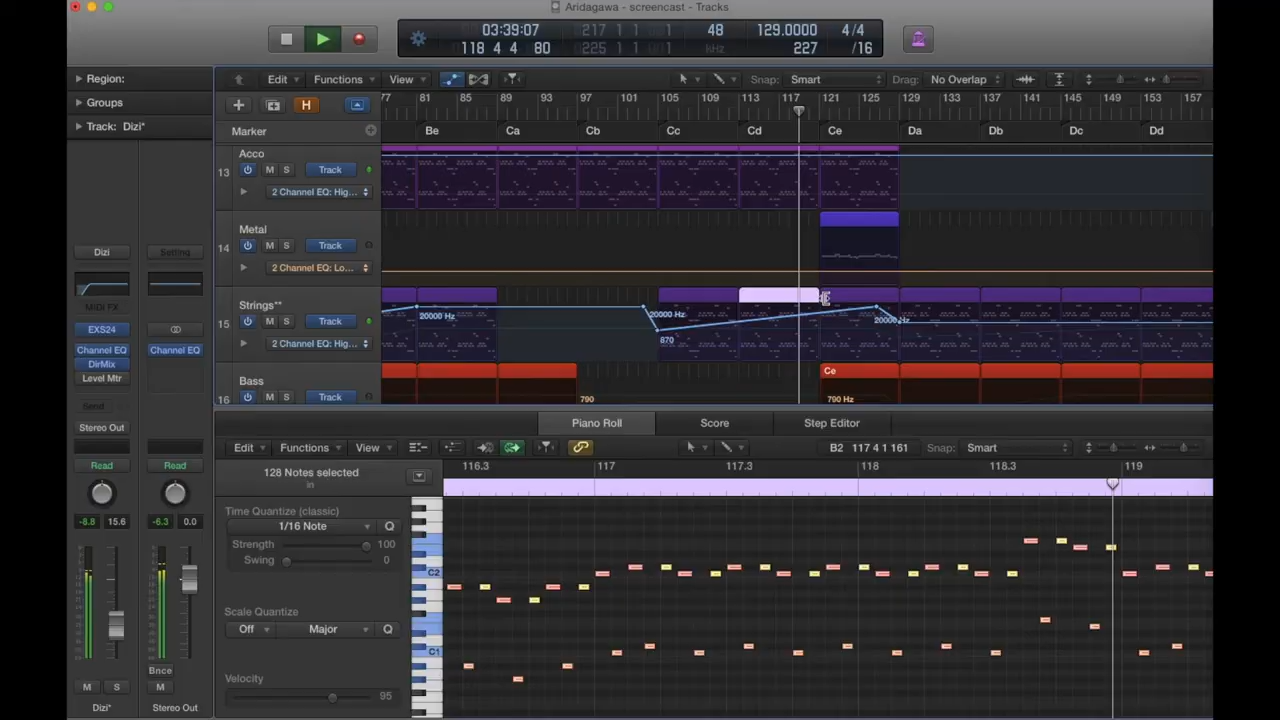 Aridagawa - screencast - Tracks
03:39:07
118 4 4 80
217 1 1 1
225 1 1 1
48
kHz
129.0000
227
4/4
/16
Region:
Groups
Track: Dizi*
Edit Functions View Snap: Smart Drag: No Overlap
H
77 81 85 89 93 97 101 105 109 113 117 121 125 129 133 137 141 145 149 153 157
Marker Be Ca Cb Cc Cd Ce Da Db Dc Dd
13 Acco
M S Track
2 Channel EQ: Hig...
14 Metal
M S Track
2 Channel EQ: Lo...
15 Strings**
M S Track
2 Channel EQ: Hig...
20000 Hz
20000 Hz
870
20000 Hz
16 Bass
M S Track
Ce
790
790 Hz
Dizi Setting
MIDI FX
EXS24
Channel EQ Channel EQ
DirMix
Level Mtr
Send
Stereo Out
Read Read
-8.8 15.6 -6.3 0.0
Bnce
M S M
Dizi* Stereo Out
Piano Roll Score Step Editor
Edit Functions View B2 117 4 1 161 Snap: Smart
128 Notes selected
in
116.3 117 117.3 118 118.3 119
Time Quantize (classic)
1/16 Note Q
Strength 100
Swing 0
Scale Quantize
Off Major Q
Velocity
95
C2
C1